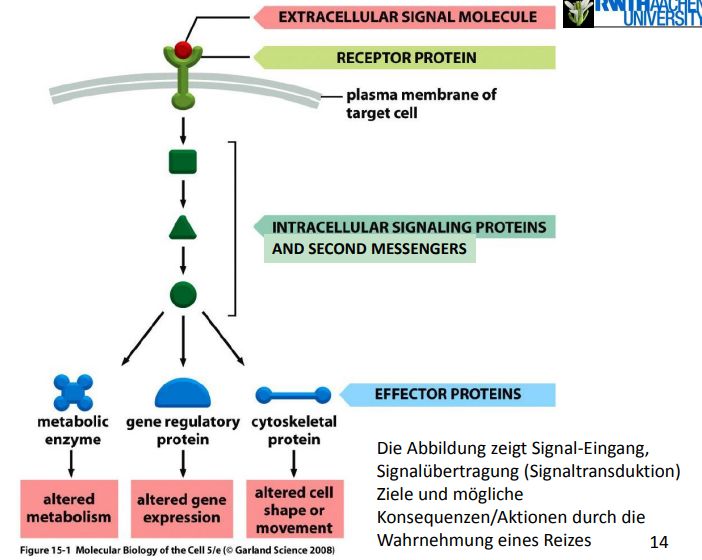 EXTRACELLULAR SIGNAL MOLECULE
RWTHAACHEN
UNIVERSITY
RECEPTOR PROTEIN
plasma membrane of
target cell
INTRACELLULAR SIGNALING PROTEINS
AND SECOND MESSENGERS
EFFECTOR PROTEINS
metabolic
enzyme
gene regulatory
protein
cytoskeletal
protein
altered
metabolism
altered gene
expression
altered cell
shape or
movement
Die Abbildung zeigt Signal-Eingang,
Signalübertragung (Signaltransduktion)
Ziele und mögliche
Konsequenzen/Aktionen durch die
Wahrnehmung eines Reizes
14
Figure 15-1 Molecular Biology of the Cell 5/e (© Garland Science 2008)